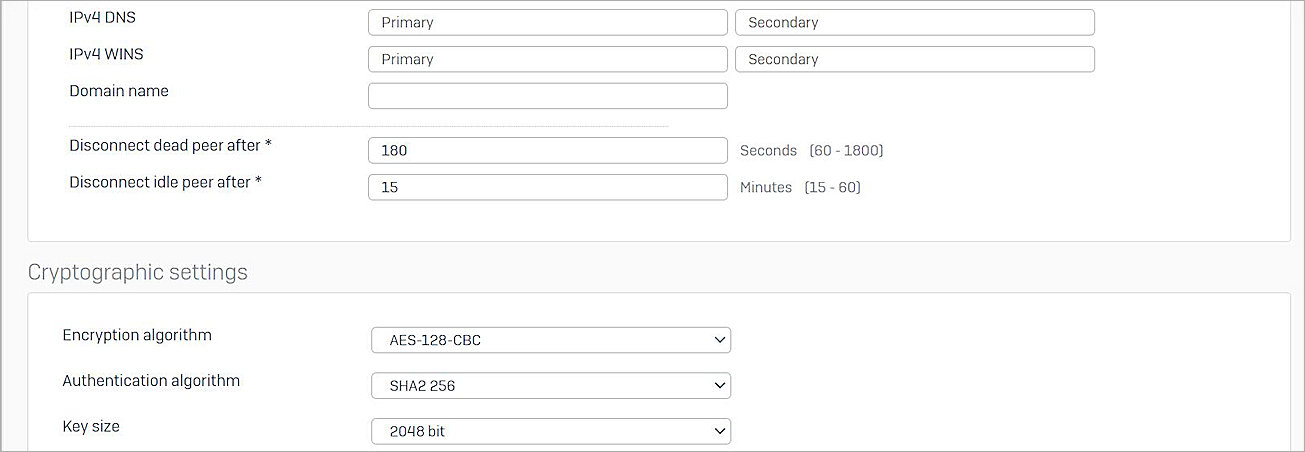 IPv4 DNS Primary Secondary
IPv4 WINS Primary Secondary
Domain name
Disconnect dead peer after * 180 Seconds (60 - 1800)
Disconnect idle peer after * 15 Minutes (15 - 60)
Cryptographic settings
Encryption algorithm AES-128-CBC
Authentication algorithm SHA2 256
Key size 2048 bit